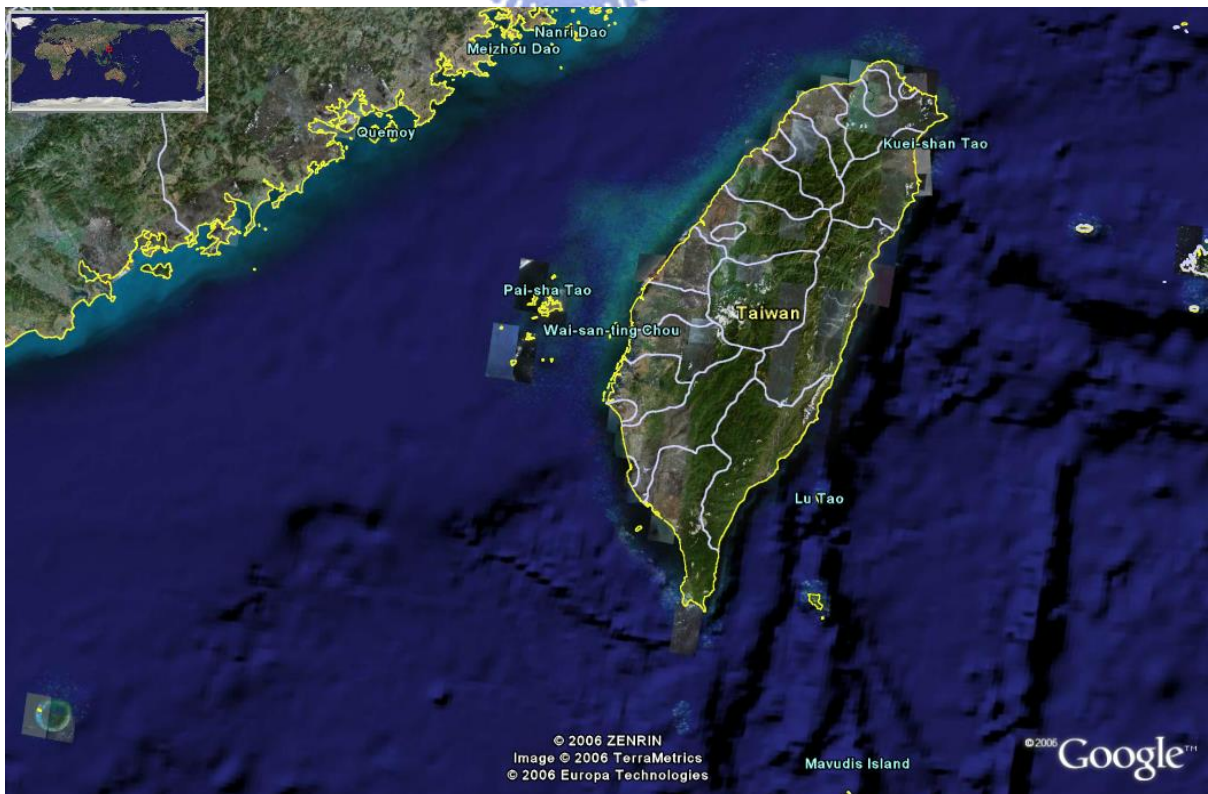 Nanri Dao
Meizhou Dao
Quemoy
Kuei-shan Tao
Pai-sha Tao
Taiwan
Wai-san-ting Chou
Lu Tao
© 2006 ZENRIN
Image © 2006 TerraMetrics
© 2006 Europa Technologies
© 2006 Google™
Mavudis Island